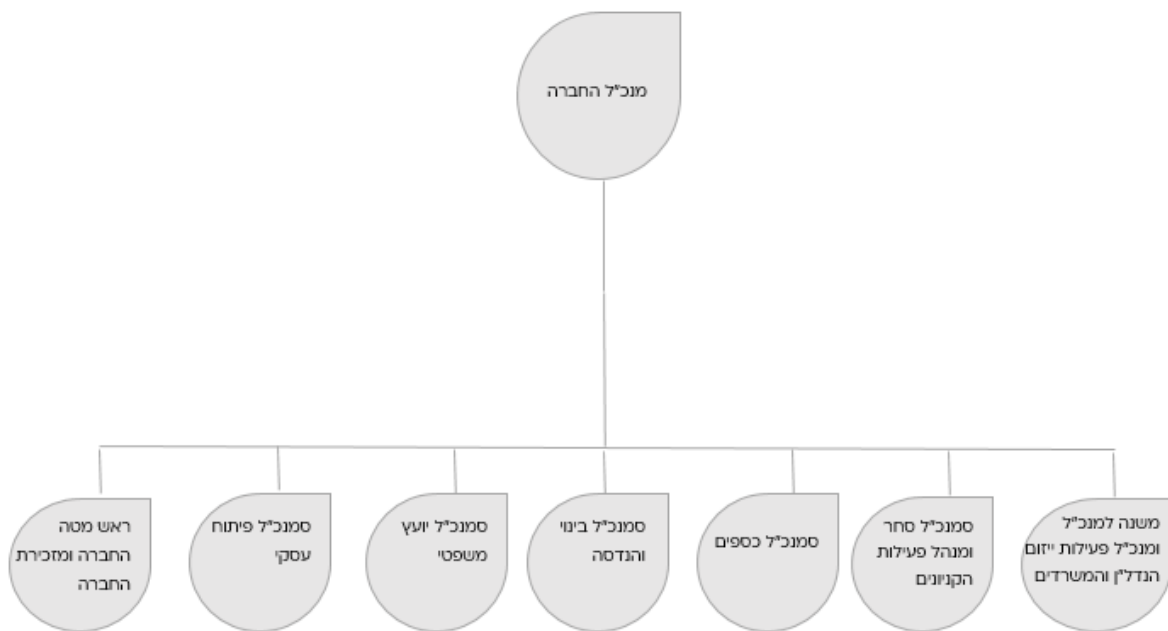 מנכ"ל החברה
משנה למנכ"ל
ומנכ"ל פעילות ייזום
הנדל"ן והמשרדים
סמנכ"ל סחר
ומנהל פעילות
הקניונים
סמנכ"ל כספים
סמנכ"ל בינוי
והנדסה
סמנכ"ל יועץ
משפטי
סמנכ"ל פיתוח
עסקי
ראש מטה
החברה ומזכירת
החברה